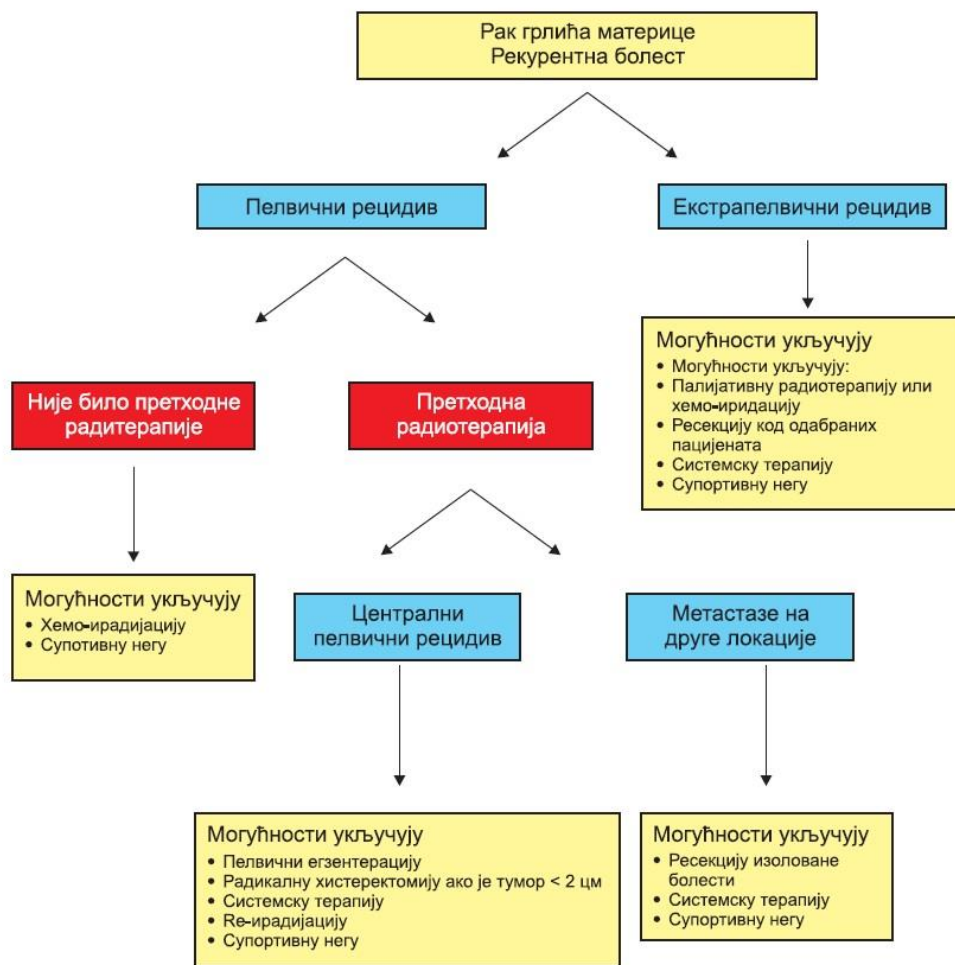 Рак грлића материце
Рекурентна болест
Пелвични рецидив
Екстрапелвични рецидив
Није било претходне
радитерапије
Претходна
радиотерапија
Могућности укључују
• Могућности укључују:
• Палијативну радиотерапију или
хемо-иридацију
• Ресекцију код одабраних
пацијената
• Системску терапију
• Супортивну негу
Могућности укључују
• Хемо-ирадијацију
• Супотивну негу
Централни
пелвични рецидив
Метастазе на
друге локације
Могућности укључују
• Пелвични егзентерацију
• Радикалну хистеректомију ако је тумор < 2 цм
• Системску терапију
• Re-ирадијацију
• Супортивну негу
Могућности укључују
• Ресекцију изоловане
болести
• Системску терапију
• Супортивну негу